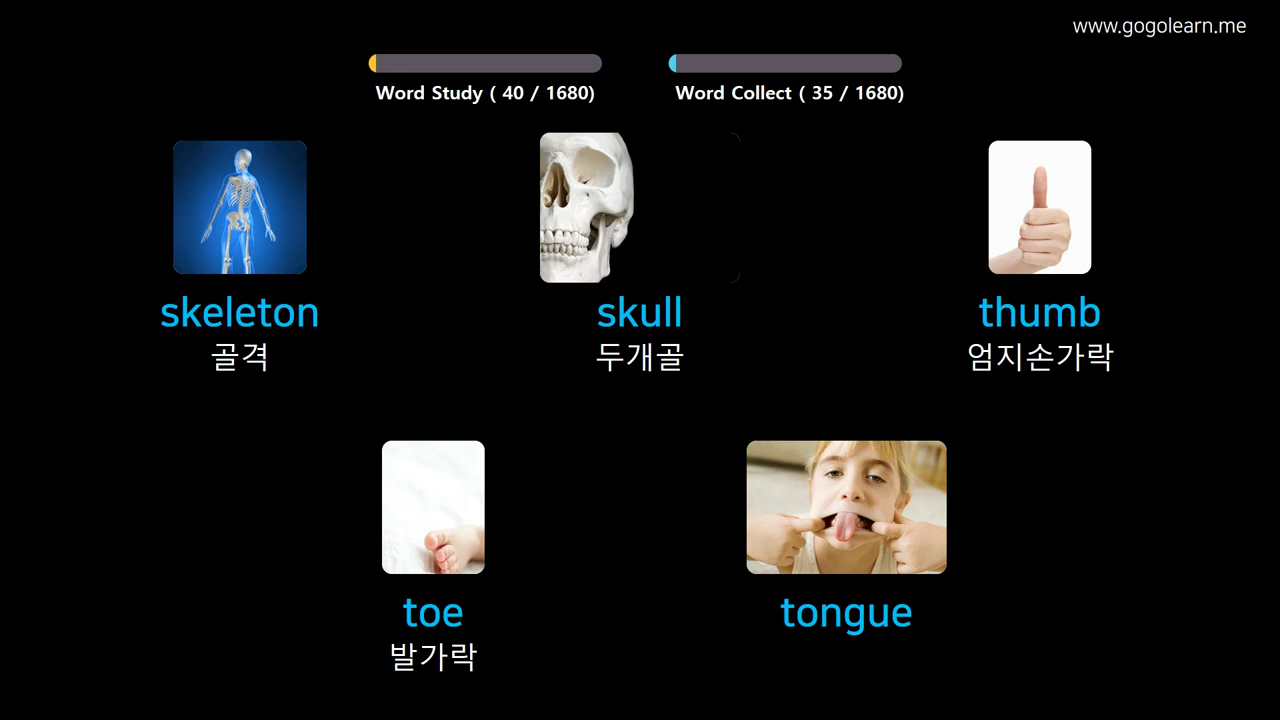 www.gogolearn.me
Word Study ( 40 / 1680)
Word Collect ( 35 / 1680)
skeleton
골격
skull
두개골
thumb
엄지손가락
toe
발가락
tongue